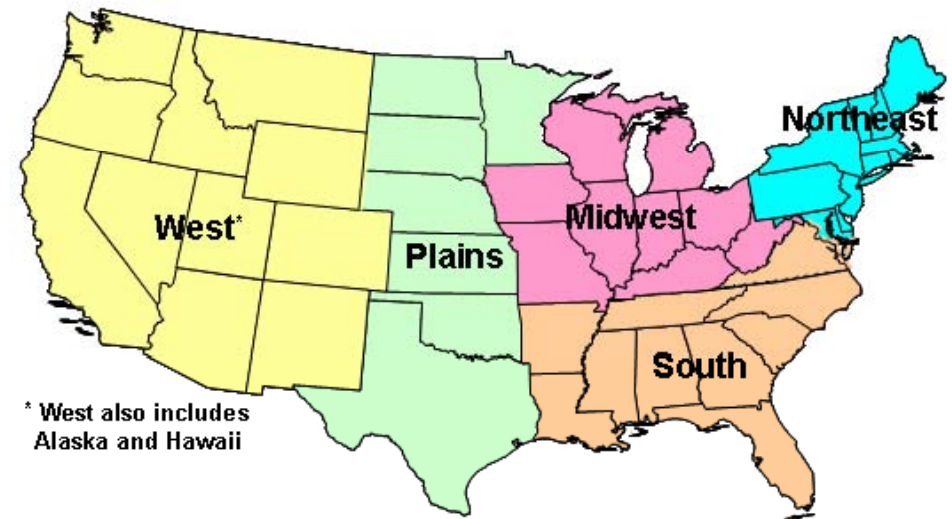 Northeast
Midwest
West*
Plains
South
* West also includes
Alaska and Hawaii